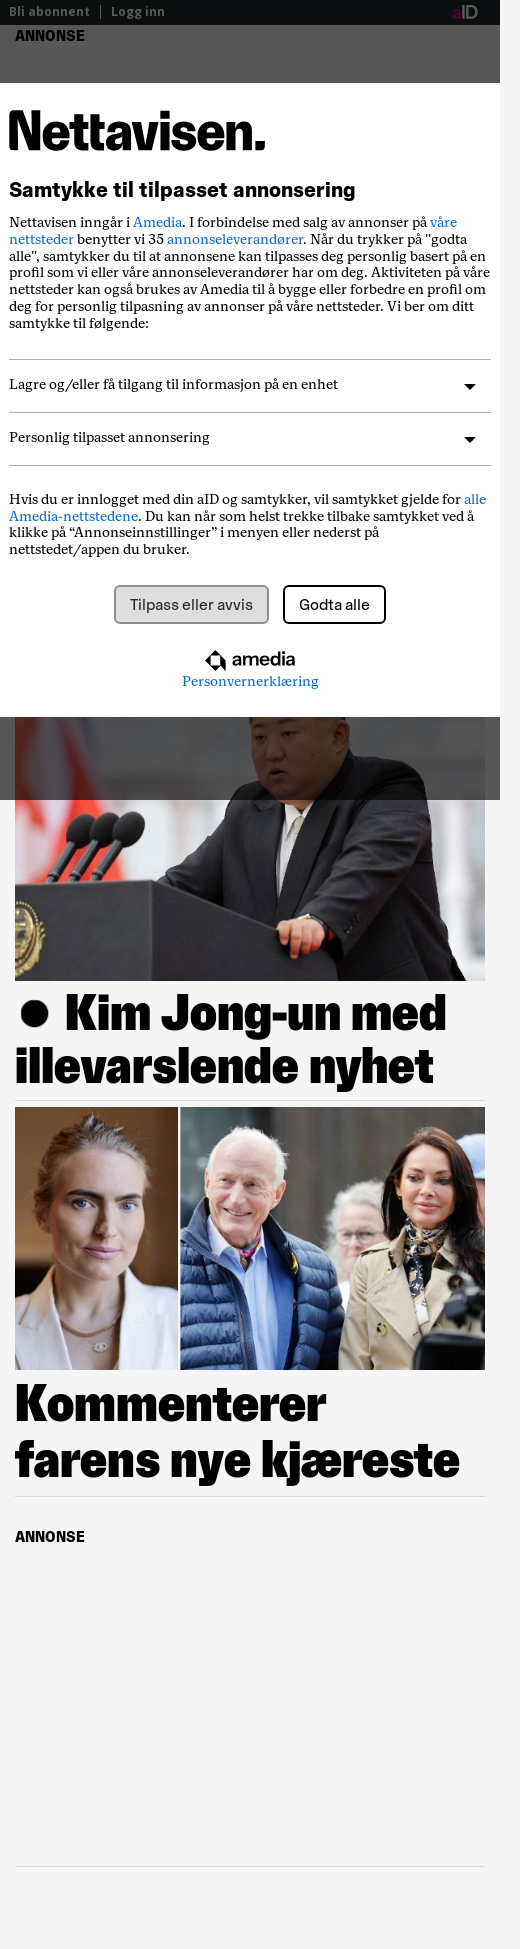 Bli abonnent | Logg inn
aID
ANNONSE
Nettavisen.
Samtykke til tilpasset annonsering
Nettavisen inngår i Amedia. I forbindelse med salg av annonser på våre
nettsteder benytter vi 35 annonseleverandører. Når du trykker på "godta
alle", samtykker du til at annonsene kan tilpasses deg personlig basert på en
profil som vi eller våre annonseleverandører har om deg. Aktiviteten på våre
nettsteder kan også brukes av Amedia til å bygge eller forbedre en profil om
deg for personlig tilpasning av annonser på våre nettsteder. Vi ber om ditt
samtykke til følgende:
Lagre og/eller få tilgang til informasjon på en enhet
Personlig tilpasset annonsering
Hvis du er innlogget med din aID og samtykker, vil samtykket gjelde for alle
Amedia-nettstedene. Du kan når som helst trekke tilbake samtykket ved å
klikke på “Annonseinnstillinger” i menyen eller nederst på
nettstedet/appen du bruker.
Tilpass eller avvis
Godta alle
amedia
Personvernerklæring
Kim Jong-un med
illevarslende nyhet
Kommenterer
farens nye kjæreste
ANNONSE